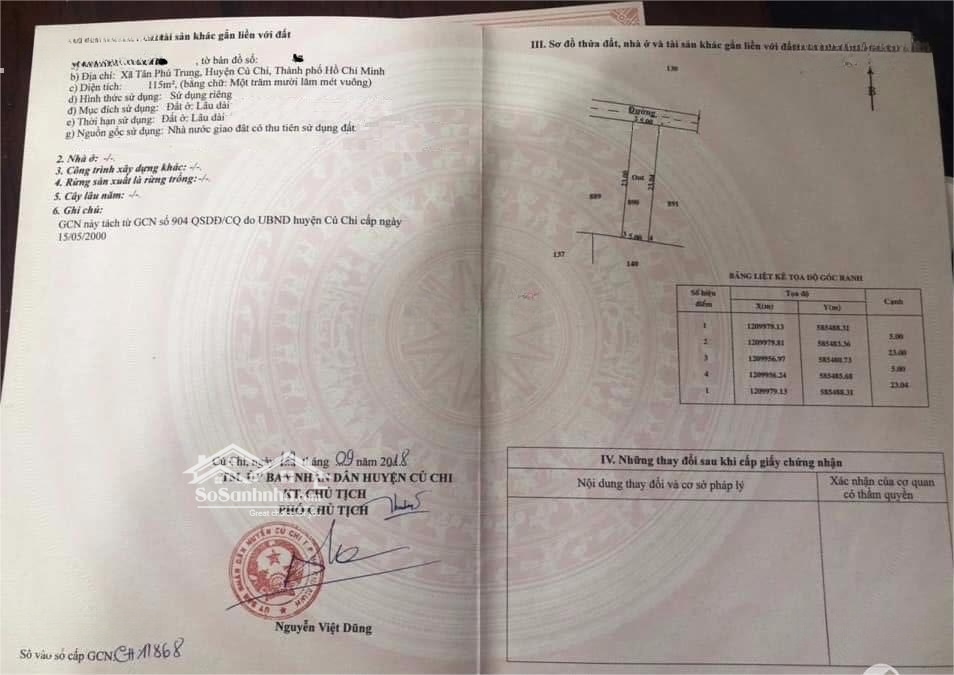 tài sản khác gắn liền với đất
, tờ bản đồ số:
b) Địa chỉ: Xã Tân Phú Trung, Huyện Củ Chi, Thành phố Hồ Chí Minh
c) Diện tích: 115m², (bằng chữ: Một trăm mười lăm mét vuông)
d) Hình thức sử dụng: Sử dụng riêng
đ) Mục đích sử dụng: Đất ở: Lâu dài
e) Thời hạn sử dụng: Đất ở: Lâu dài
g) Nguồn gốc sử dụng: Nhà nước giao đất có thu tiền sử dụng đất
2. Nhà ở: -/-
3. Công trình xây dựng khác: -/-.
4. Rừng sản xuất là rừng trồng:-/-.
5. Cây lâu năm: -/-
6. Ghi chú:
GCN này tách từ GCN số 904 QSDĐ/CQ do UBND huyện Củ Chi cấp ngày
15/05/2000
Củ Chi, ngày tháng 09 năm 2018
TM. ỦY BAN NHÂN DÂN HUYỆN CỦ CHI
KT. CHỦ TỊCH
PHÓ CHỦ TỊCH
SoSanhNha
ỦY BAN NHÂN DÂN HUYỆN CỦ CHI
Nguyễn Việt Dũng
Số vào sổ cấp GCN: CH11868
III. Sơ đồ thửa đất, nhà ở và tài sản khác gắn liền với đất
130
B
Đường
2 5.00
23.00
Ont
23.04
889
890
891
3 5.00 4
137
140
BẢNG LIỆT KÊ TỌA ĐỘ GÓC RANH
Số hiệu điểm Tọa độ Cạnh
X(m) Y(m)
1 1209979.13 585488.31
5.00
2 1209979.81 585483.36
23.00
3 1209956.97 585480.73
5.00
4 1209956.24 585485.68
23.04
1 1209979.13 585488.31
IV. Những thay đổi sau khi cấp giấy chứng nhận
Nội dung thay đổi và cơ sở pháp lý
Xác nhận của cơ quan
có thẩm quyền